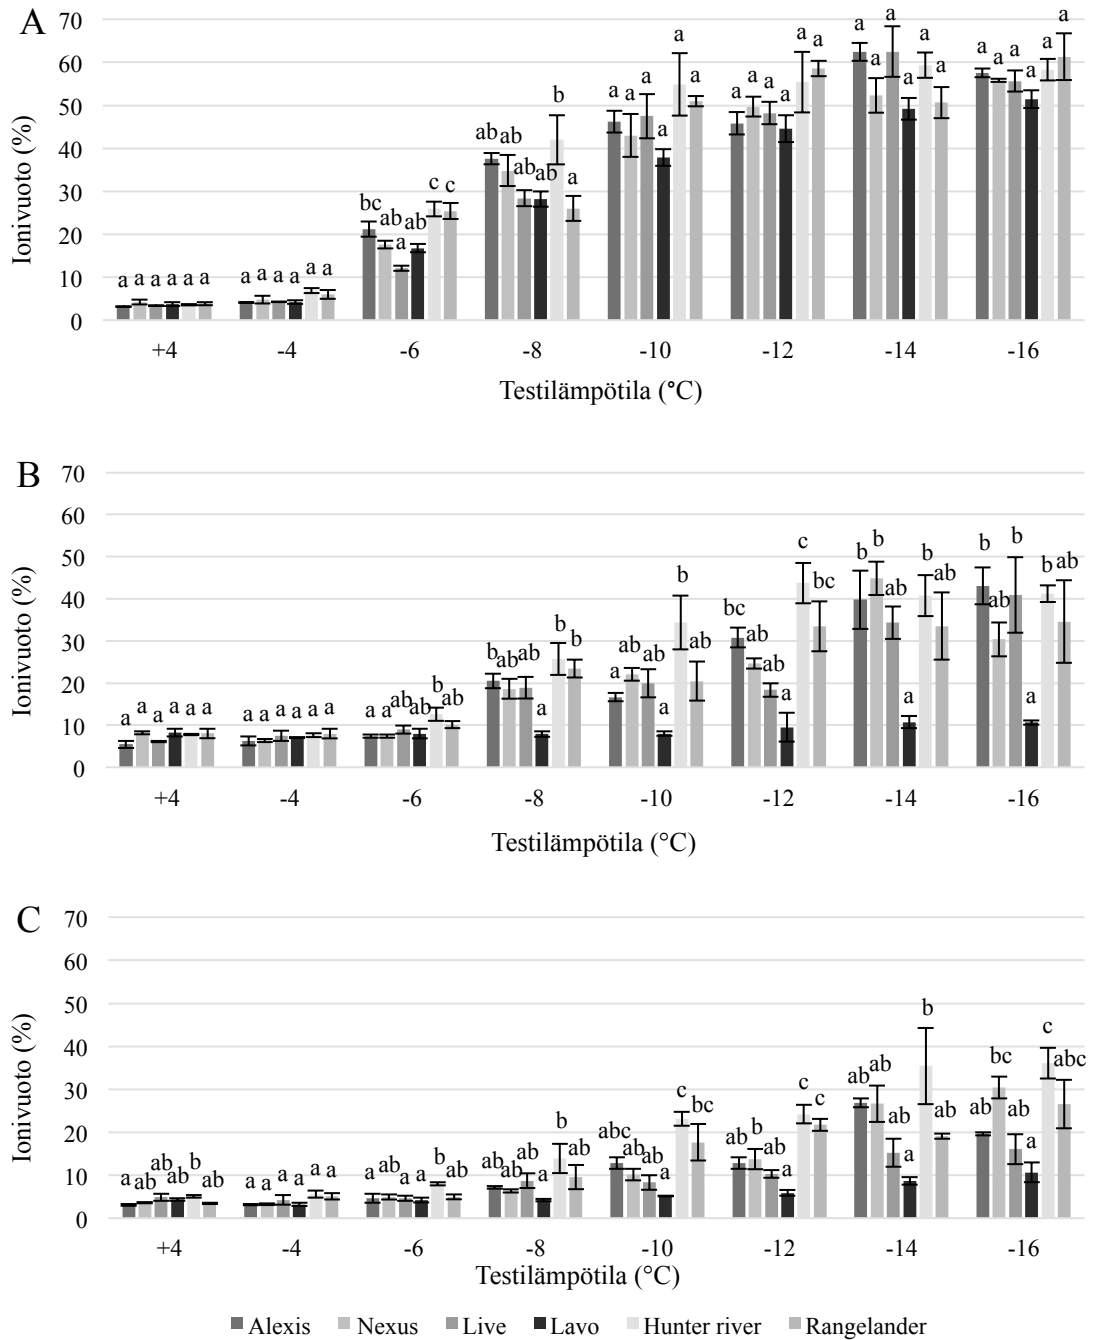 A
70
60
50
40
30
20
10
0
Ionivuoto (%)
a a a a a a
a a a a a a
bc ab a ab c c
ab ab ab ab b a
a a a a a a
a a a a a a
a a a a a a
a a a a a a
+4 -4 -6 -8 -10 -12 -14 -16
Testilämpötila (°C)
B
70
60
50
40
30
20
10
0
Ionivuoto (%)
a a a a a a
a a a a a a
a a ab ab b ab
b ab ab a b b
a ab ab a b ab
bc ab ab a c bc
b b ab a b ab
b ab b a b ab
+4 -4 -6 -8 -10 -12 -14 -16
Testilämpötila (°C)
C
70
60
50
40
30
20
10
0
Ionivuoto (%)
a ab ab ab b ab
a a a a a a
a ab ab a b ab
ab ab ab a b ab
abc ab ab a c bc
ab b ab a c c
ab ab ab a b ab
ab bc ab a c abc
+4 -4 -6 -8 -10 -12 -14 -16
Testilämpötila (°C)
Alexis Nexus Live Lavo Hunter river Rangelander